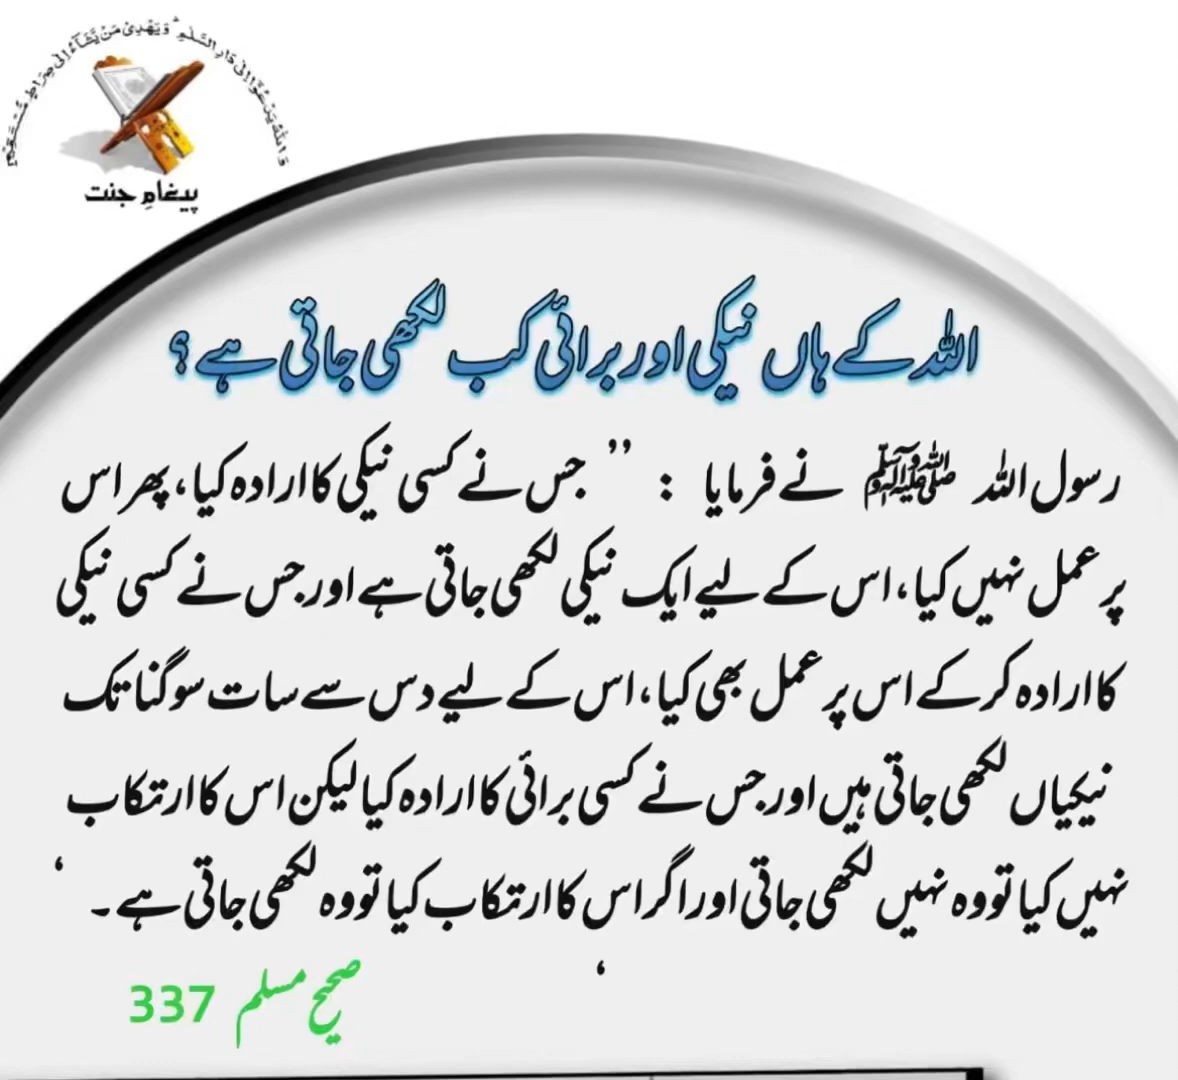 وَاللّٰهُ يَدْعُوْٓا اِلٰى دَارِ السَّلٰمِ ؕ وَيَهْدِىْ مَنْ يَّشَآءُ اِلٰى صِرَاطٍ مُّسْتَقِيْمٍ
پیغامِ جنت
اللہ کے ہاں نیکی اور برائی کب لکھی جاتی ہے؟
رسول اللہ ﷺ نے فرمایا : ’’ جس نے کسی نیکی کا ارادہ کیا، پھر اس
پر عمل نہیں کیا، اس کے لیے ایک نیکی لکھی جاتی ہے اور جس نے کسی نیکی
کا ارادہ کر کے اس پر عمل بھی کیا، اس کے لیے دس سے سات سو گنا تک
نیکیاں لکھی جاتی ہیں اور جس نے کسی برائی کا ارادہ کیا لیکن اس کا ارتکاب
نہیں کیا تو وہ نہیں لکھی جاتی اور اگر اس کا ارتکاب کیا تو وہ لکھی جاتی ہے۔ ‘
‘
صحیح مسلم 337